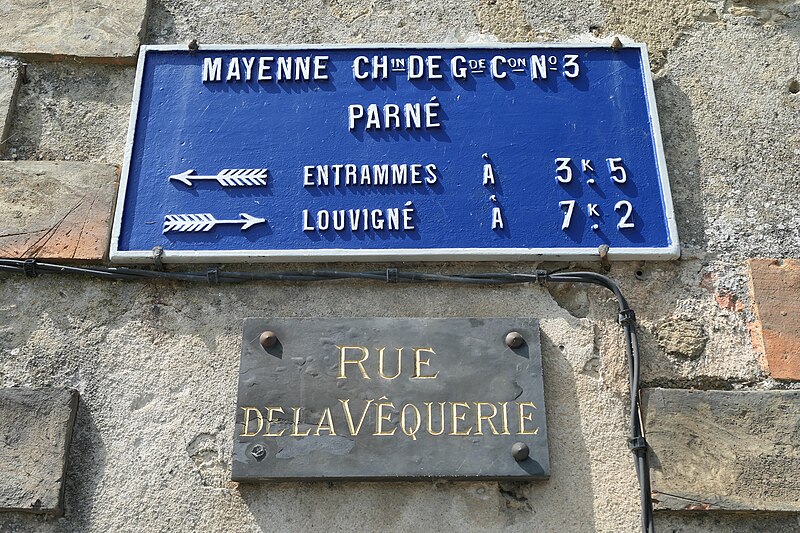 MAYENNE CHIN DE GDE CON NO 3
PARNÉ
ENTRAMMES À 3K.5
LOUVIGNÉ À 7K.2
RUE
DE LA VÊQUERIE